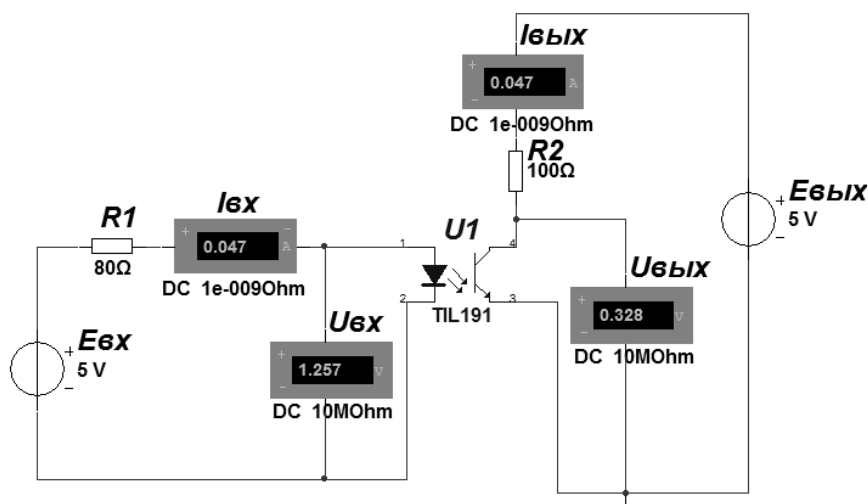 Iвых
+
0.047
A
−
DC 1e-009Ohm
R2
100Ω
Eвых
+
5 V
−
R1
80Ω
Iвх
+
−
0.047
A
DC 1e-009Ohm
1
2
U1
4
3
TIL191
Uвых
+
0.328
V
−
DC 10MOhm
Eвх
+
5 V
−
Uвх
+
1.257
V
−
DC 10MOhm